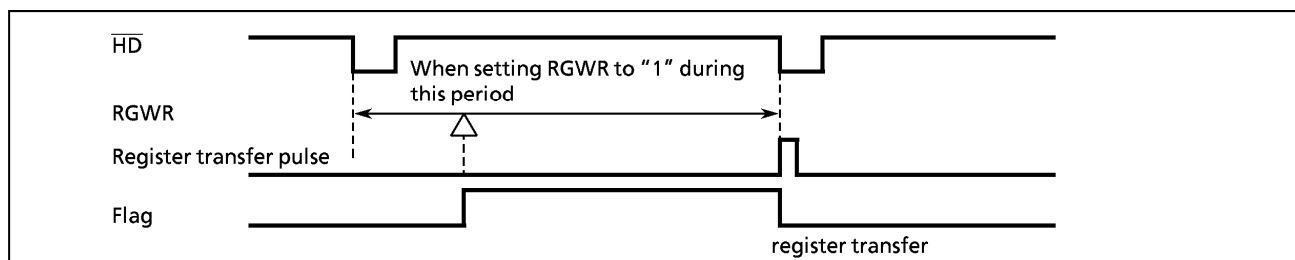 HD
When setting RGWR to “1” during
this period
RGWR
Register transfer pulse
Flag
register transfer